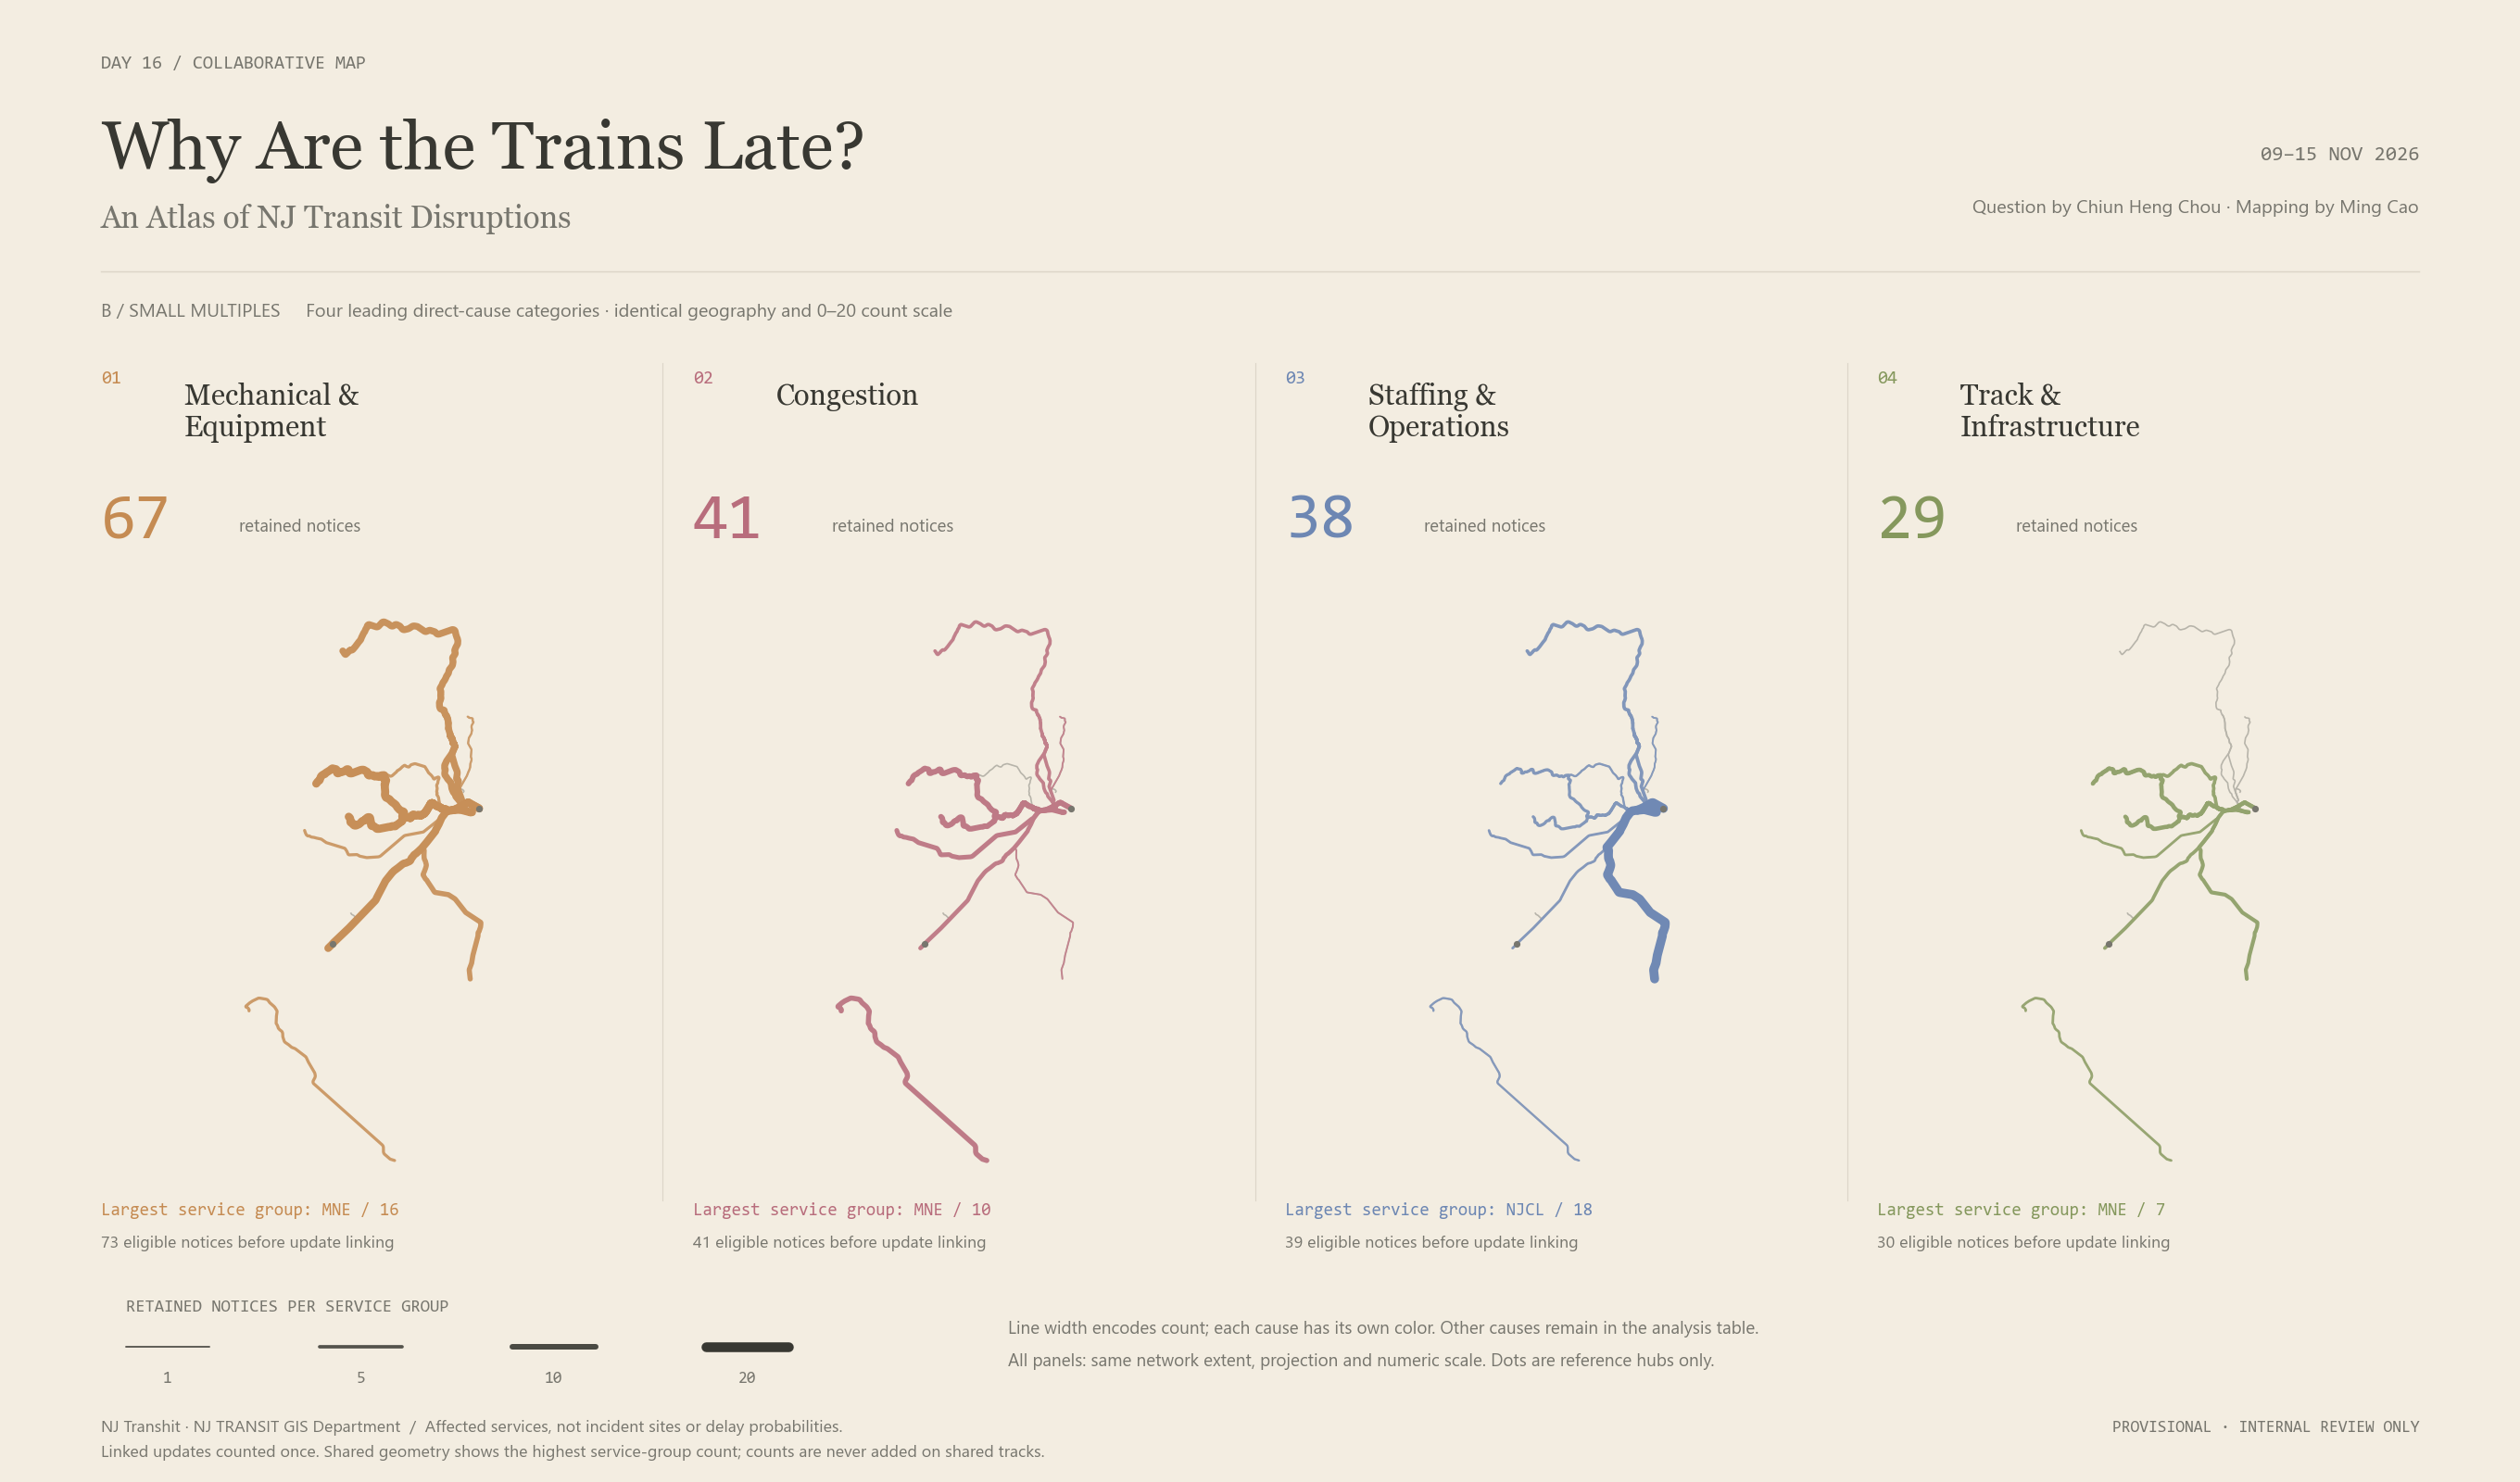 DAY 16 / COLLABORATIVE MAP
Why Are the Trains Late?
An Atlas of NJ Transit Disruptions
09–15 NOV 2026
Question by Chiun Heng Chou · Mapping by Ming Cao
B / SMALL MULTIPLES Four leading direct-cause categories · identical geography and 0–20 count scale
01
Mechanical &
Equipment
67 retained notices
Largest service group: MNE / 16
73 eligible notices before update linking
02
Congestion
41 retained notices
Largest service group: MNE / 10
41 eligible notices before update linking
03
Staffing &
Operations
38 retained notices
Largest service group: NJCL / 18
39 eligible notices before update linking
04
Track &
Infrastructure
29 retained notices
Largest service group: MNE / 7
30 eligible notices before update linking
RETAINED NOTICES PER SERVICE GROUP
1 5 10 20
Line width encodes count; each cause has its own color. Other causes remain in the analysis table.
All panels: same network extent, projection and numeric scale. Dots are reference hubs only.
NJ Transhit · NJ TRANSIT GIS Department / Affected services, not incident sites or delay probabilities.
Linked updates counted once. Shared geometry shows the highest service-group count; counts are never added on shared tracks.
PROVISIONAL · INTERNAL REVIEW ONLY